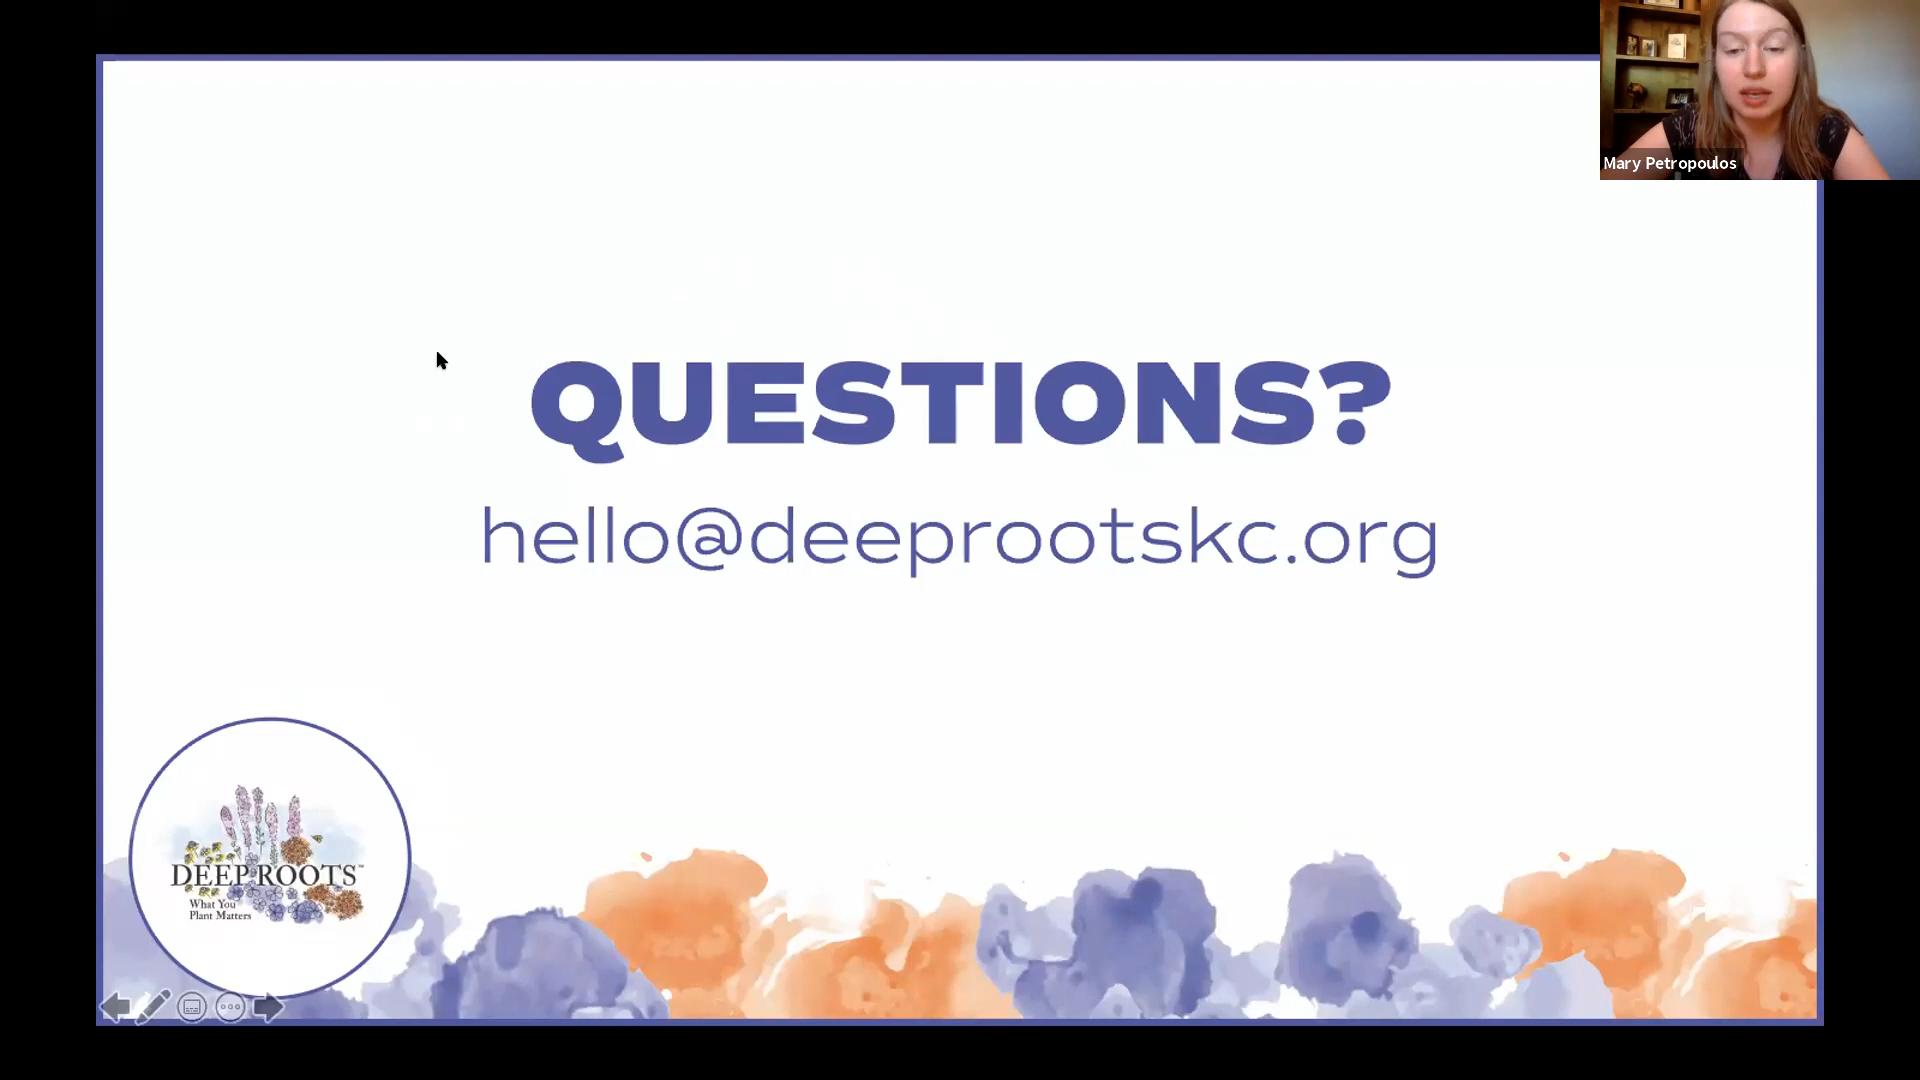 Mary Petropoulos
QUESTIONS?
hello@deeprootskc.org
DEEP ROOTS™
What You
Plant Matters